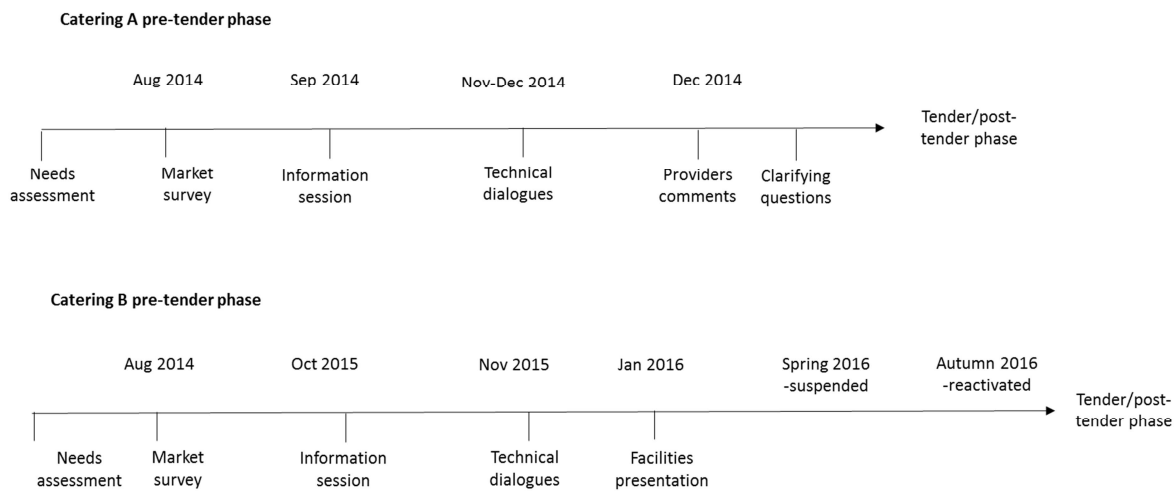 Catering A pre-tender phase
Aug 2014
Sep 2014
Nov-Dec 2014
Dec 2014
Tender/post-
tender phase
Needs
assessment
Market
survey
Information
session
Technical
dialogues
Providers
comments
Clarifying
questions
Catering B pre-tender phase
Aug 2014
Oct 2015
Nov 2015
Jan 2016
Spring 2016
-suspended
Autumn 2016
-reactivated
Tender/post-
tender phase
Needs
assessment
Market
survey
Information
session
Technical
dialogues
Facilities
presentation